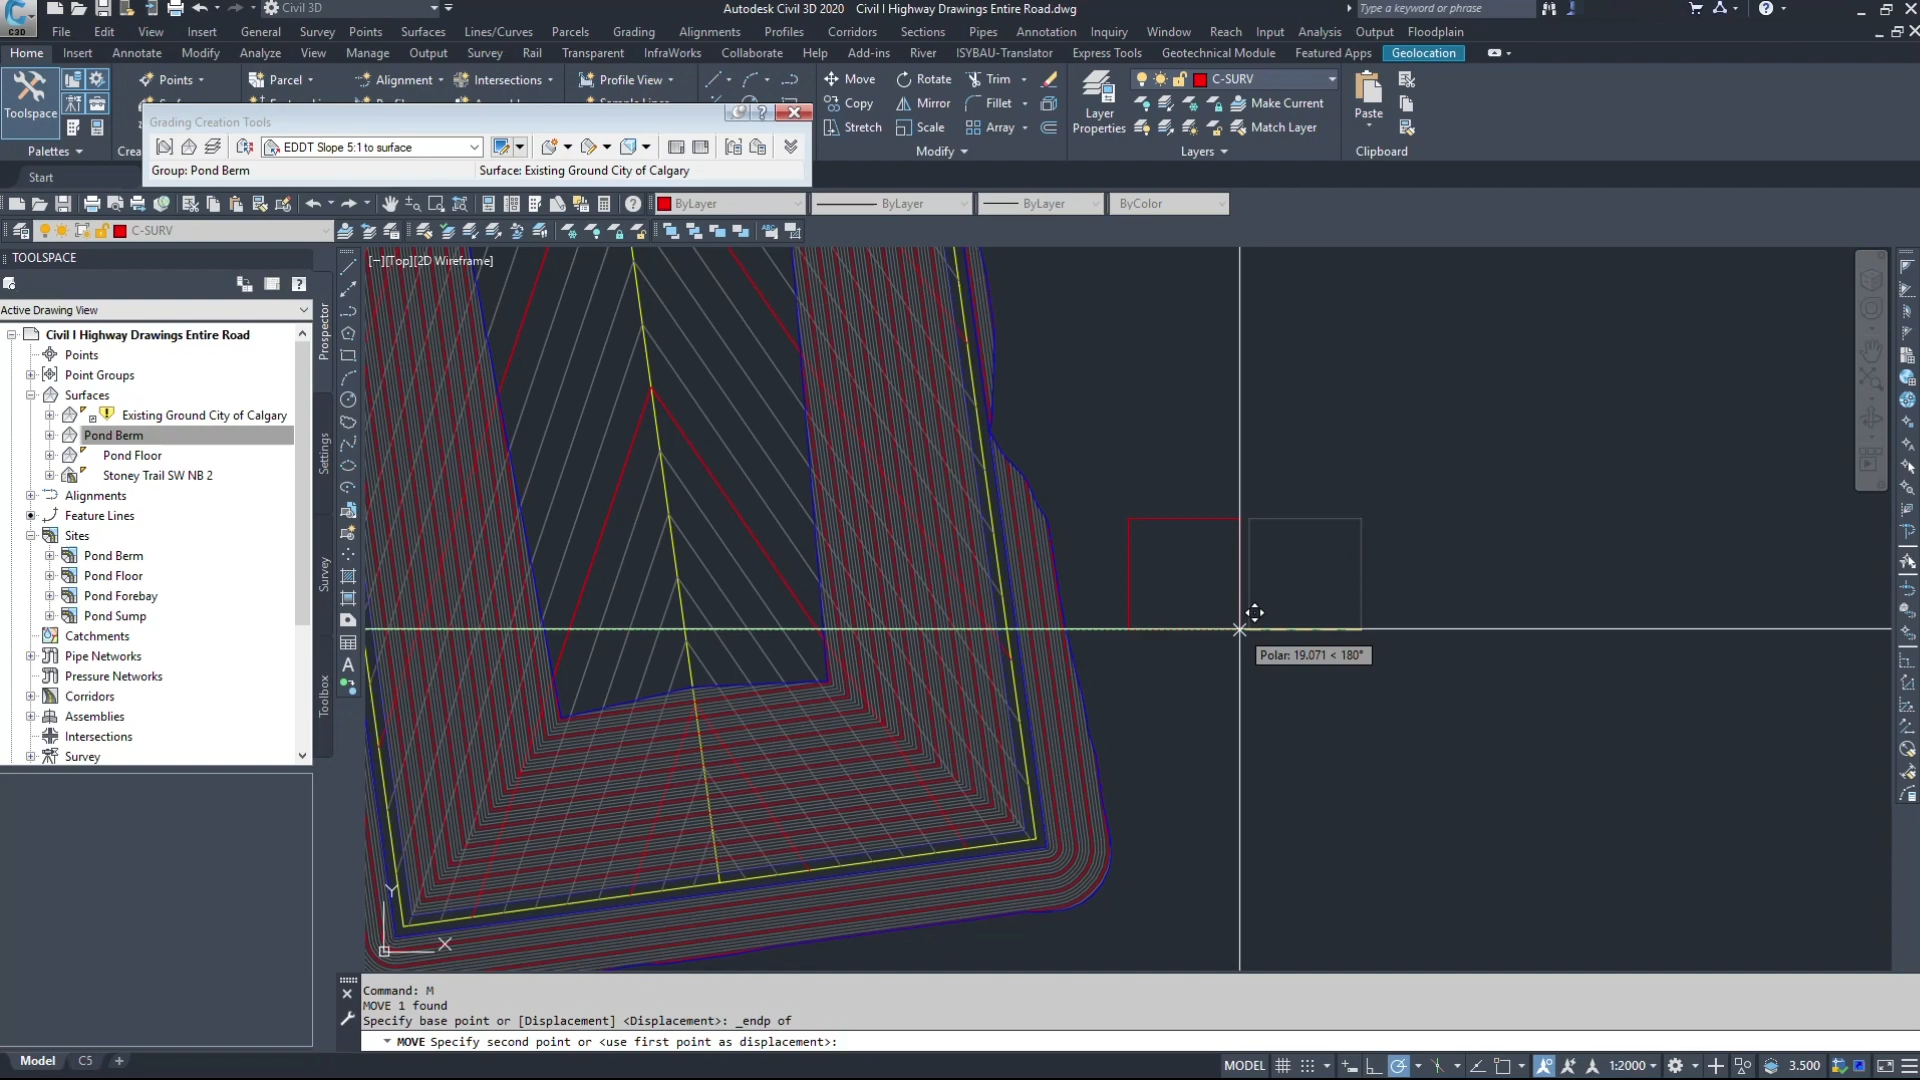 Civil 3D
Autodesk Civil 3D 2020 Civil I Highway Drawings Entire Road.dwg
Type a keyword or phrase
C3D
File Edit View Insert General Survey Points Surfaces Lines/Curves Parcels Grading Alignments Profiles Corridors Sections Pipes Annotation Inquiry Window Reach Input Analysis Output Floodplain
Home Insert Annotate Modify Analyze View Manage Output Survey Rail Transparent InfraWorks Collaborate Help Add-ins River ISYBAU-Translator Express Tools Geotechnical Module Featured Apps Geolocation
Points Parcel Alignment Intersections Profile View Move Rotate Trim C-SURV
Copy Mirror Fillet Make Current
Toolspace Stretch Scale Array Layer Properties Match Layer Paste
Palettes Modify Layers Clipboard
Grading Creation Tools
EDDT Slope 5:1 to surface
Group: Pond Berm Surface: Existing Ground City of Calgary
Start
ByLayer ByLayer ByLayer ByColor
C-SURV
TOOLSPACE
[−][Top][2D Wireframe]
Active Drawing View
Civil I Highway Drawings Entire Road
Points
Point Groups
Surfaces
Existing Ground City of Calgary
Pond Berm
Pond Floor
Stoney Trail SW NB 2
Alignments
Feature Lines
Sites
Pond Berm
Pond Floor
Pond Forebay
Pond Sump
Catchments
Pipe Networks
Pressure Networks
Corridors
Assemblies
Intersections
Survey
Prospector
Settings
Survey
Toolbox
Polar: 19.071 < 180°
Y
X
Command: M
MOVE 1 found
Specify base point or [Displacement] <Displacement>: _endp of
MOVE Specify second point or <use first point as displacement>:
Model C5 +
MODEL 1:2000 3.500